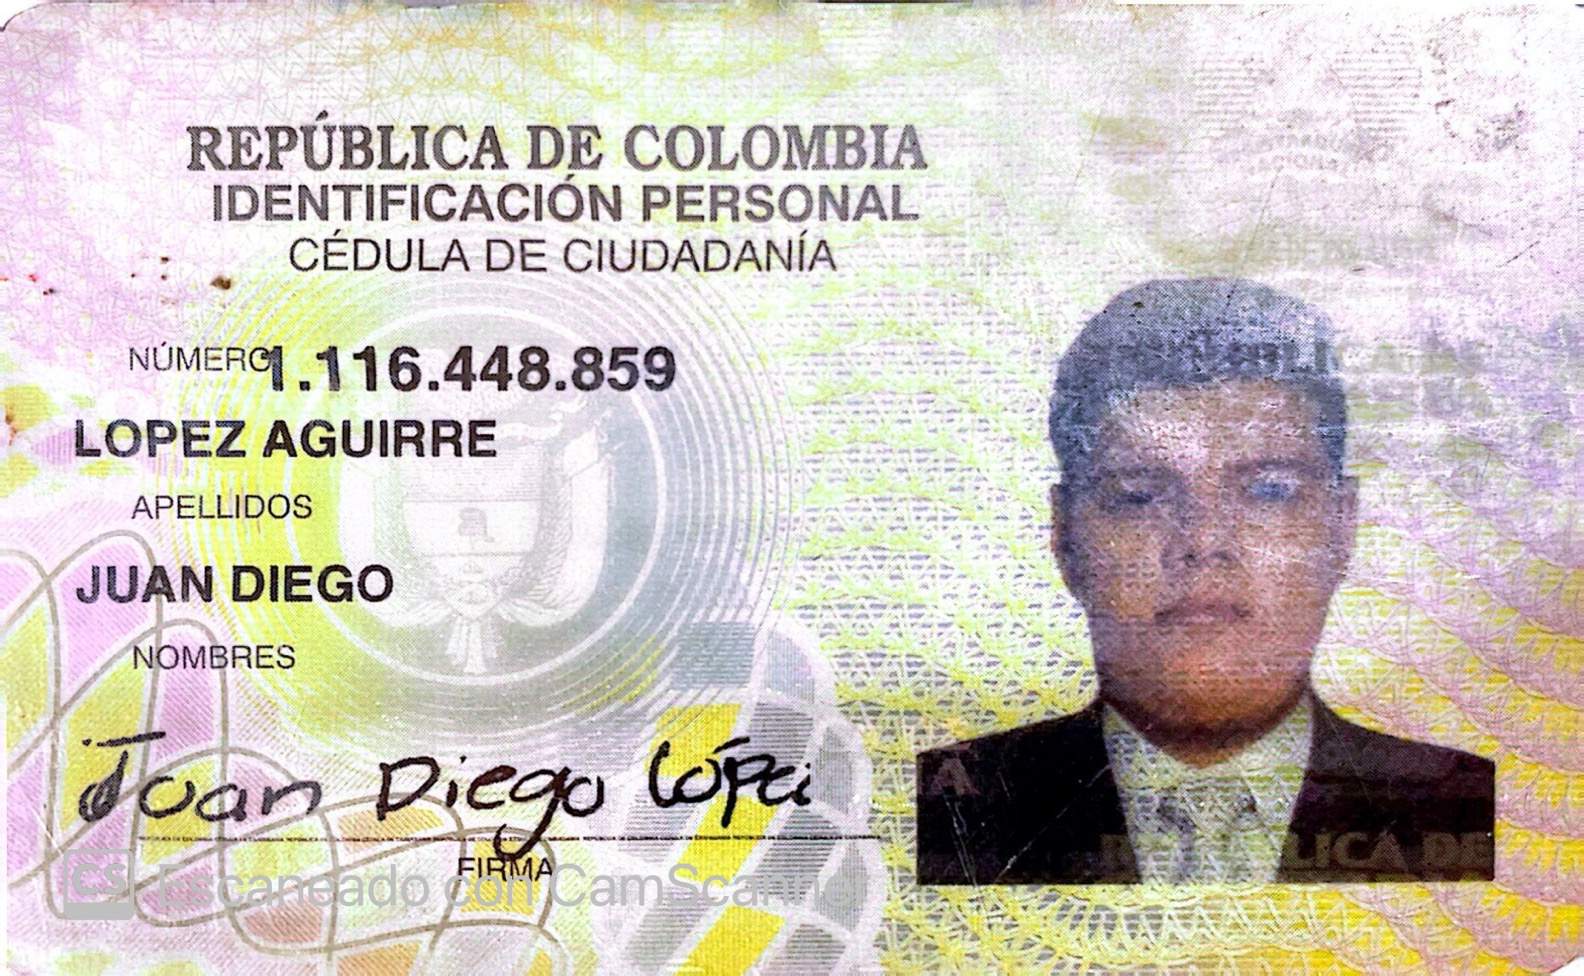 REPÚBLICA DE COLOMBIA
IDENTIFICACIÓN PERSONAL
CÉDULA DE CIUDADANÍA
NÚMERO 1.116.448.859
LOPEZ AGUIRRE
APELLIDOS
JUAN DIEGO
NOMBRES
Juan Diego López
FIRMA
CS Escaneado con CamScanner